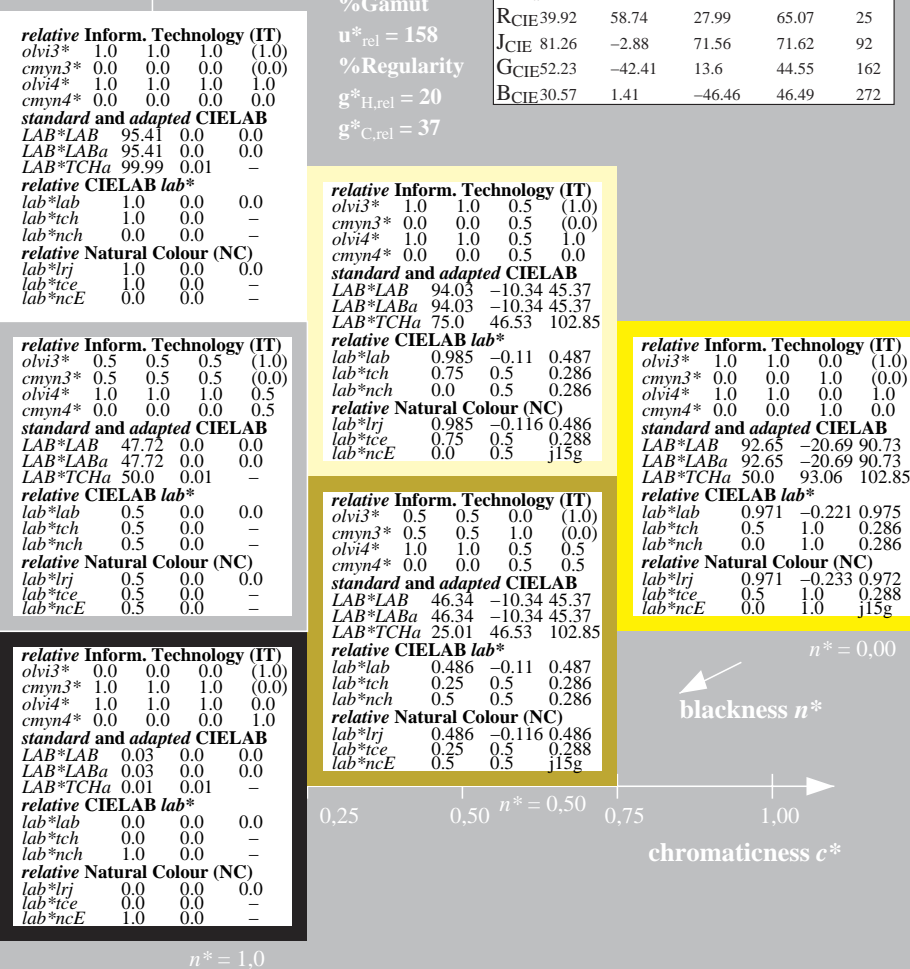 relative Inform. Technology (IT)
olvi3* 1.0 1.0 1.0 (1.0)
cmyn3* 0.0 0.0 0.0 (0.0)
olvi4* 1.0 1.0 1.0 1.0
cmyn4* 0.0 0.0 0.0 0.0
standard and adapted CIELAB
LAB*LAB 95.41 0.0 0.0
LAB*LABa 95.41 0.0 0.0
LAB*TCHa 99.99 0.01 –
relative CIELAB lab*
lab*lab 1.0 0.0 0.0
lab*tch 1.0 0.0 –
lab*nch 0.0 0.0 –
relative Natural Colour (NC)
lab*lrj 1.0 0.0 0.0
lab*tce 1.0 0.0 –
lab*ncE 0.0 0.0 –
%Gamut
u*rel = 158
%Regularity
g*H,rel = 20
g*C,rel = 37
RCIE 39.92 58.74 27.99 65.07 25
JCIE 81.26 –2.88 71.56 71.62 92
GCIE 52.23 –42.41 13.6 44.55 162
BCIE 30.57 1.41 –46.46 46.49 272
relative Inform. Technology (IT)
olvi3* 1.0 1.0 0.5 (1.0)
cmyn3* 0.0 0.0 0.5 (0.0)
olvi4* 1.0 1.0 0.5 1.0
cmyn4* 0.0 0.0 0.5 0.0
standard and adapted CIELAB
LAB*LAB 94.03 –10.34 45.37
LAB*LABa 94.03 –10.34 45.37
LAB*TCHa 75.0 46.53 102.85
relative CIELAB lab*
lab*lab 0.985 –0.11 0.487
lab*tch 0.75 0.5 0.286
lab*nch 0.0 0.5 0.286
relative Natural Colour (NC)
lab*lrj 0.985 –0.116 0.486
lab*tce 0.75 0.5 0.288
lab*ncE 0.0 0.5 j15g
relative Inform. Technology (IT)
olvi3* 0.5 0.5 0.5 (1.0)
cmyn3* 0.5 0.5 0.5 (0.0)
olvi4* 1.0 1.0 1.0 0.5
cmyn4* 0.0 0.0 0.0 0.5
standard and adapted CIELAB
LAB*LAB 47.72 0.0 0.0
LAB*LABa 47.72 0.0 0.0
LAB*TCHa 50.0 0.01 –
relative CIELAB lab*
lab*lab 0.5 0.0 0.0
lab*tch 0.5 0.0 –
lab*nch 0.5 0.0 –
relative Natural Colour (NC)
lab*lrj 0.5 0.0 0.0
lab*tce 0.5 0.0 –
lab*ncE 0.5 0.0 –
relative Inform. Technology (IT)
olvi3* 1.0 1.0 0.0 (1.0)
cmyn3* 0.0 0.0 1.0 (0.0)
olvi4* 1.0 1.0 0.0 1.0
cmyn4* 0.0 0.0 1.0 0.0
standard and adapted CIELAB
LAB*LAB 92.65 –20.69 90.73
LAB*LABa 92.65 –20.69 90.73
LAB*TCHa 50.0 93.06 102.85
relative CIELAB lab*
lab*lab 0.971 –0.221 0.975
lab*tch 0.5 1.0 0.286
lab*nch 0.0 1.0 0.286
relative Natural Colour (NC)
lab*lrj 0.971 –0.233 0.972
lab*tce 0.5 1.0 0.288
lab*ncE 0.0 1.0 j15g
relative Inform. Technology (IT)
olvi3* 0.5 0.5 0.0 (1.0)
cmyn3* 0.5 0.5 1.0 (0.0)
olvi4* 1.0 1.0 0.5 0.5
cmyn4* 0.0 0.0 0.5 0.5
standard and adapted CIELAB
LAB*LAB 46.34 –10.34 45.37
LAB*LABa 46.34 –10.34 45.37
LAB*TCHa 25.01 46.53 102.85
relative CIELAB lab*
lab*lab 0.486 –0.11 0.487
lab*tch 0.25 0.5 0.286
lab*nch 0.5 0.5 0.286
relative Natural Colour (NC)
lab*lrj 0.486 –0.116 0.486
lab*tce 0.25 0.5 0.288
lab*ncE 0.5 0.5 j15g
relative Inform. Technology (IT)
olvi3* 0.0 0.0 0.0 (1.0)
cmyn3* 1.0 1.0 1.0 (0.0)
olvi4* 1.0 1.0 1.0 0.0
cmyn4* 0.0 0.0 0.0 1.0
standard and adapted CIELAB
LAB*LAB 0.03 0.0 0.0
LAB*LABa 0.03 0.0 0.0
LAB*TCHa 0.01 0.01 –
relative CIELAB lab*
lab*lab 0.0 0.0 0.0
lab*tch 0.0 0.0 –
lab*nch 1.0 0.0 –
relative Natural Colour (NC)
lab*lrj 0.0 0.0 0.0
lab*tce 0.0 0.0 –
lab*ncE 1.0 0.0 –
n* = 0,00
blackness n*
n* = 0,50
0,25 0,50 0,75 1,00
chromaticness c*
n* = 1,0